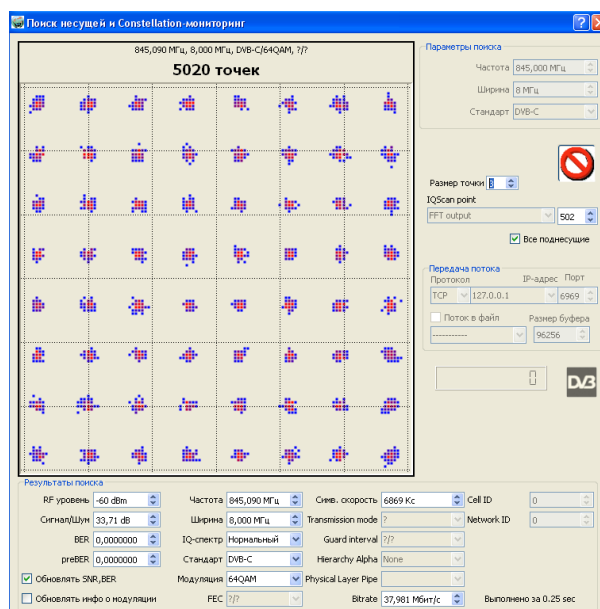 Поиск несущей и Constellation-мониторинг
845,090 МГц, 8,000 МГц, DVB-C/64QAM, ?/?
5020 точек
Параметры поиска
Частота 845,000 МГц
Ширина 8 МГц
Стандарт DVB-C
Размер точки 3
IQScan point
FFT output 502
Все поднесущие
Передача потока
Протокол IP-адрес Порт
TCP 127.0.0.1 6969
Поток в файл Размер буфера
----------- 96256
0
DVB
Результаты поиска
RF уровень -60 dBm Частота 845,090 МГц Симв. скорость 6869 Кс Cell ID 0
Сигнал/Шум 33,71 dB Ширина 8,000 МГц Transmission mode ? Network ID 0
BER 0,0000000 IQ-спектр Нормальный Guard interval ?/?
preBER 0,0000000 Стандарт DVB-C Hierarchy Alpha None
Обновлять SNR,BER Модуляция 64QAM Physical Layer Pipe
Обновлять инфо о модуляции FEC ?/? Bitrate 37,981 Мбит/с Выполнено за 0.25 sec